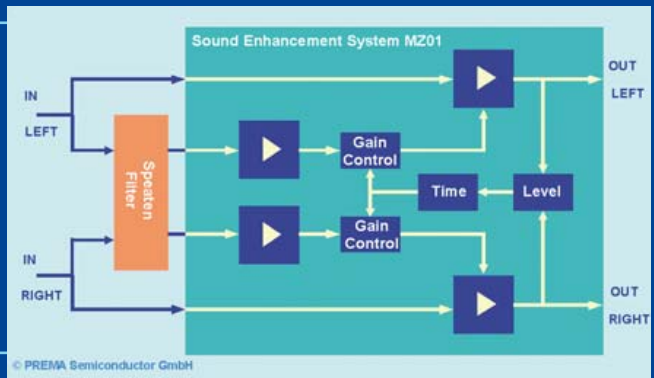 Sound Enhancement System MZ01
IN
LEFT
OUT
LEFT
Speaten
Filter
Gain
Control
Time
Level
Gain
Control
IN
RIGHT
OUT
RIGHT
© PREMA Semiconductor GmbH